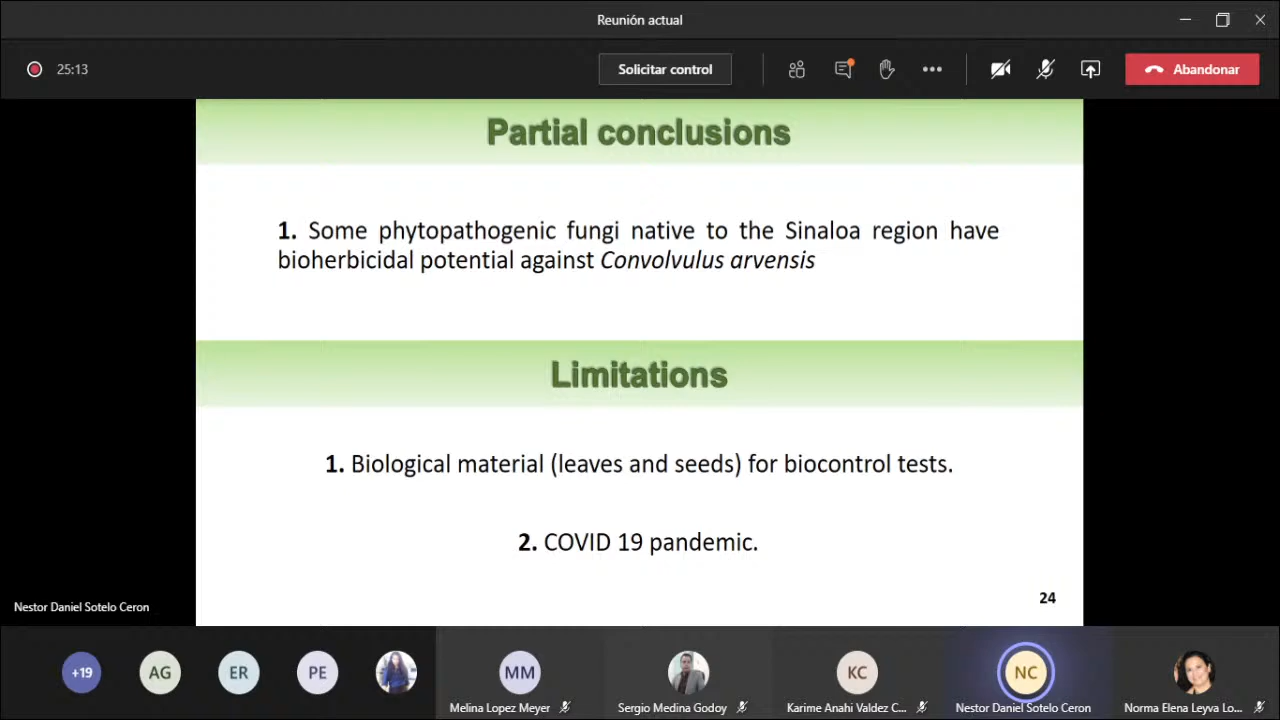 Reunión actual
25:13
Solicitar control
Abandonar
Partial conclusions
1. Some phytopathogenic fungi native to the Sinaloa region have
bioherbicidal potential against Convolvulus arvensis
Limitations
1. Biological material (leaves and seeds) for biocontrol tests.
2. COVID 19 pandemic.
24
Nestor Daniel Sotelo Ceron
+19
AG
ER
PE
MM
KC
NC
Melina Lopez Meyer
Sergio Medina Godoy
Karime Anahi Valdez C...
Nestor Daniel Sotelo Ceron
Norma Elena Leyva Lo...